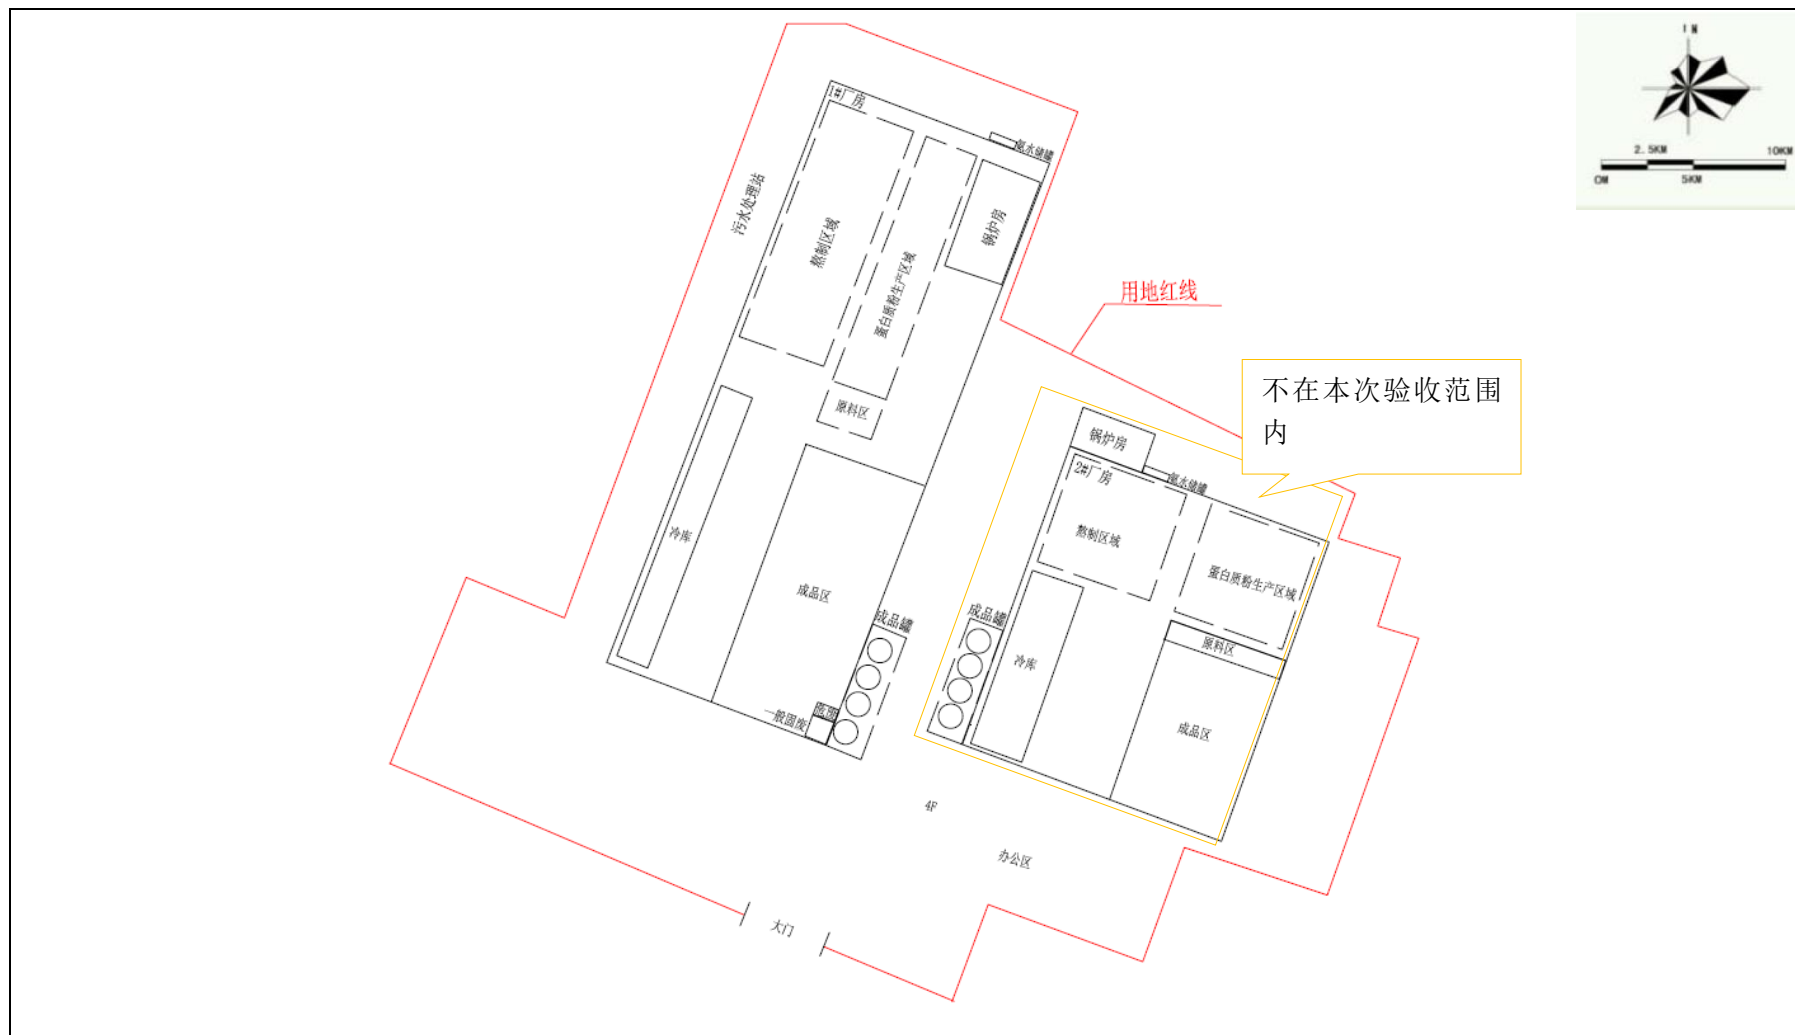 N
2.5KM
10KM
0M
5KM
1#厂房
氨水储罐
污水处理站
熬制区域
蛋白质粉生产区域
锅炉房
用地红线
不在本次验收范围
内
原料区
锅炉房
2#厂房
氨水储罐
熬制区域
蛋白质粉生产区域
冷库
成品区
成品罐
成品罐
冷库
原料区
成品区
危废
一般固废
4F
办公区
大门